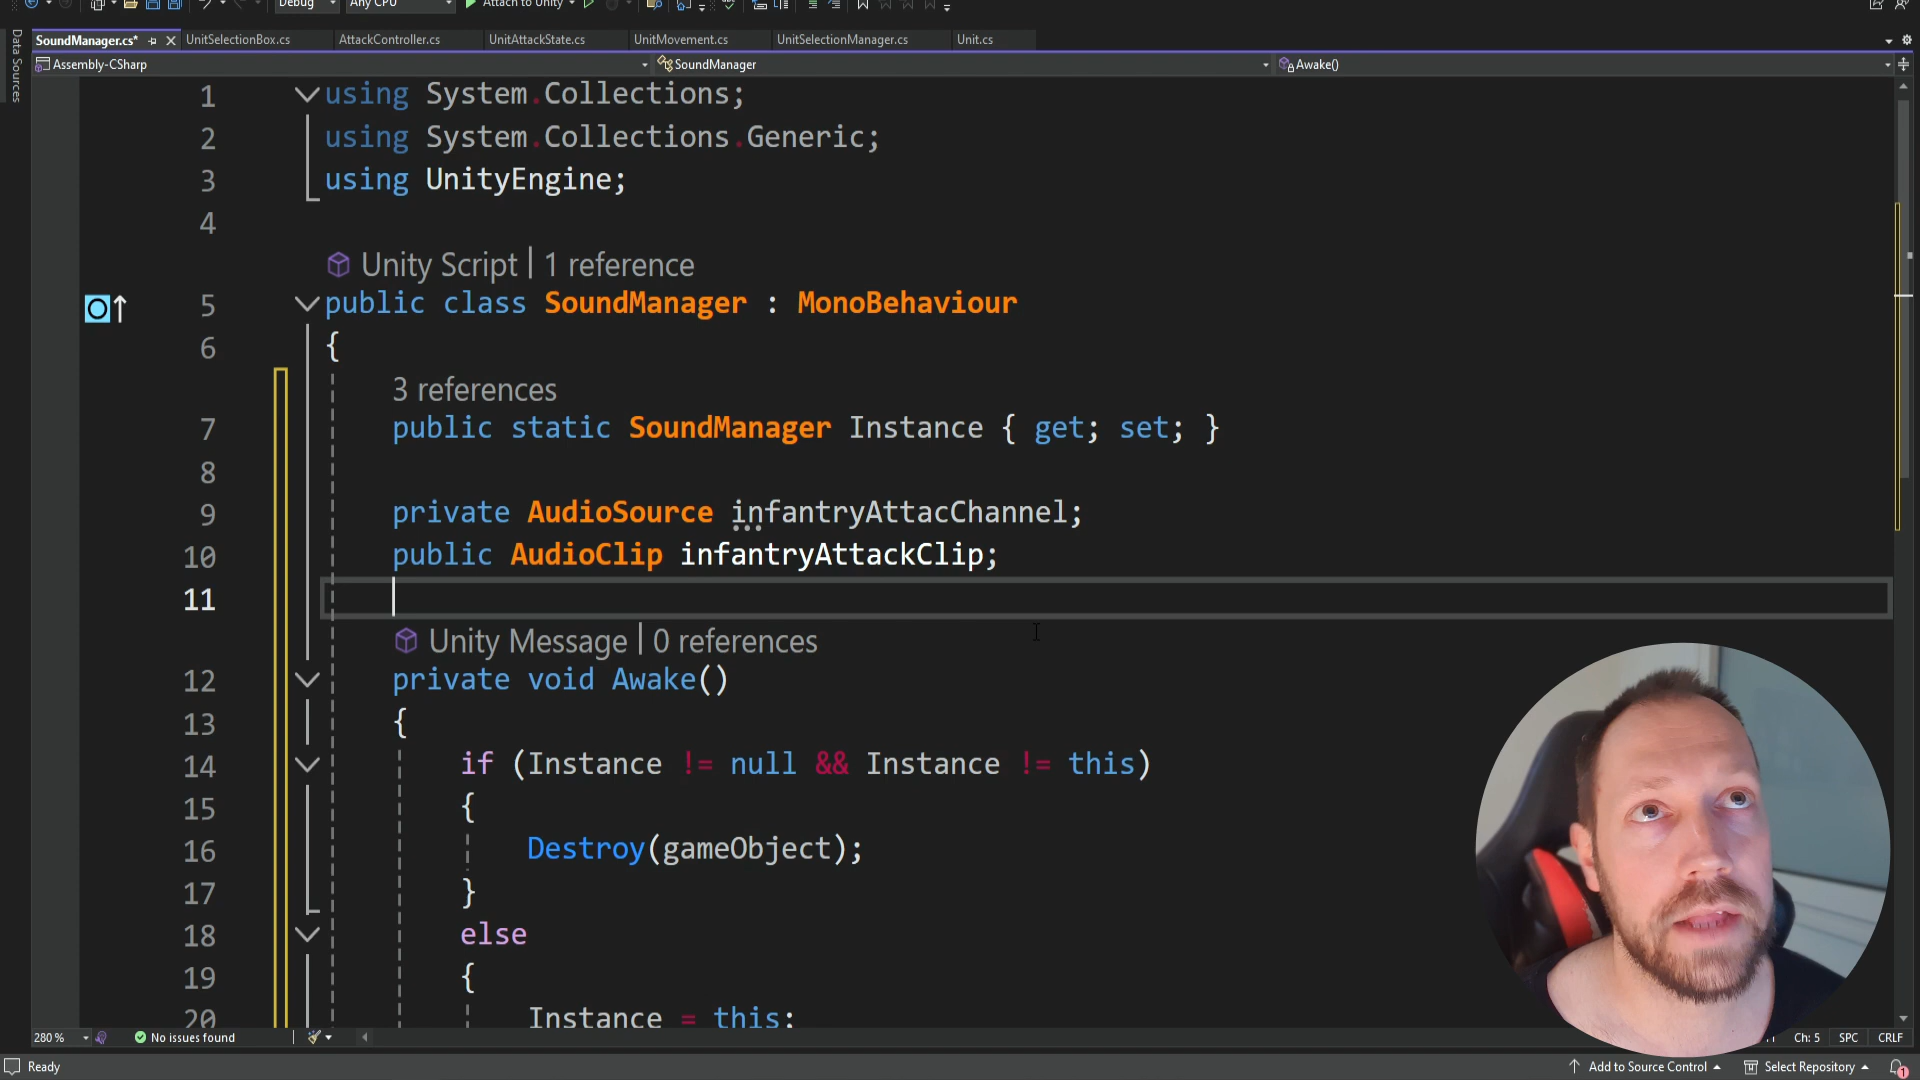 Debug
Any CPU
Attach to Unity
SoundManager.cs*
UnitSelectionBox.cs
AttackController.cs
UnitAttackState.cs
UnitMovement.cs
UnitSelectionManager.cs
Unit.cs
Data Sources
Assembly-CSharp
SoundManager
Awake()
1 using System.Collections;
2 using System.Collections.Generic;
3 using UnityEngine;
4
Unity Script | 1 reference
5 public class SoundManager : MonoBehaviour
6 {
3 references
7 public static SoundManager Instance { get; set; }
8
9 private AudioSource infantryAttacChannel;
10 public AudioClip infantryAttackClip;
11
Unity Message | 0 references
12 private void Awake()
13 {
14 if (Instance != null && Instance != this)
15 {
16 Destroy(gameObject);
17 }
18 else
19 {
20 Instance = this;
280 %
No issues found
Ch: 5
SPC
CRLF
Ready
Add to Source Control
Select Repository
1